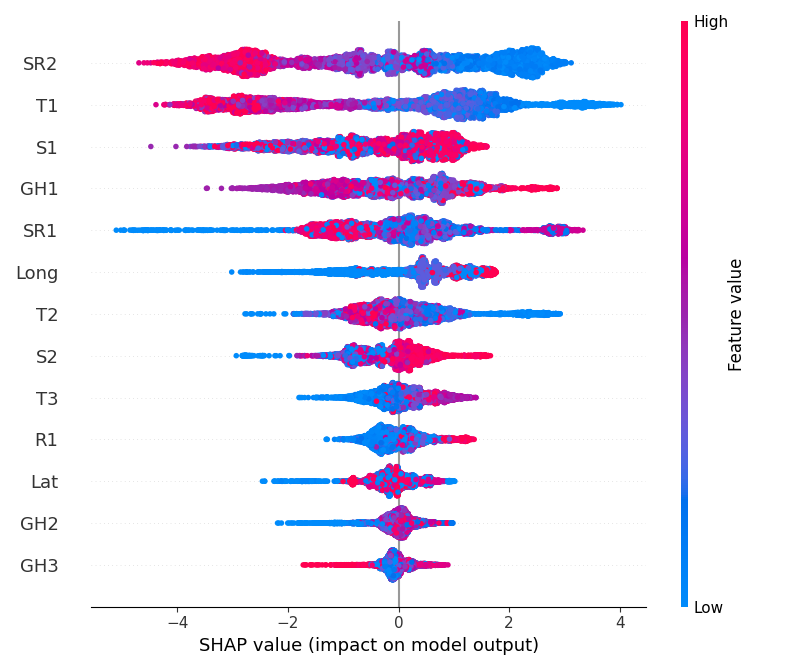 High
SR2
T1
S1
GH1
SR1
Long
T2
S2
T3
R1
Lat
GH2
GH3
Feature value
Low
−4 −2 0 2 4
SHAP value (impact on model output)